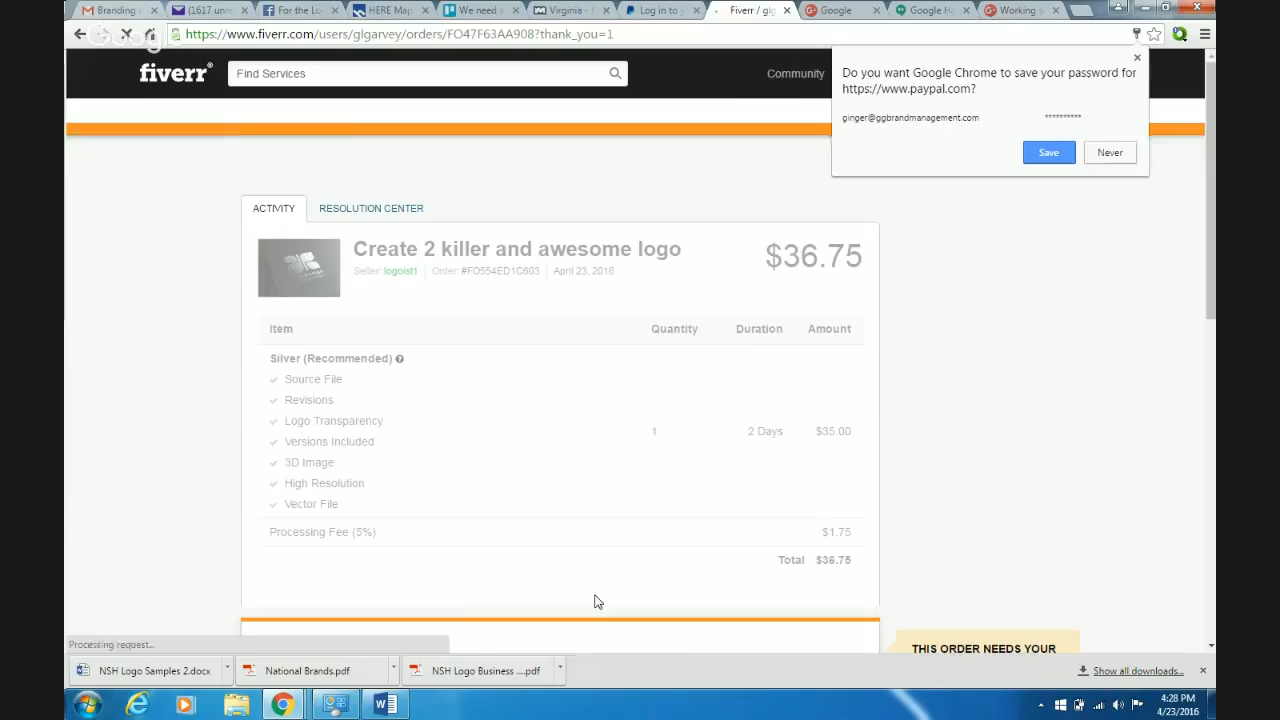 Branding
(1617 unre
For the Lo
HERE Map
We need a
Virginia -
Log in to y
Fiverr / glg
Google
Google Ha
Working s
Google
https://www.fiverr.com/users/glgarvey/orders/FO47F63AA908?thank_you=1
fiverr®
Find Services
Community
Do you want Google Chrome to save your password for
https://www.paypal.com?
ginger@ggbrandmanagement.com **********
Save Never
ACTIVITY RESOLUTION CENTER
Create 2 killer and awesome logo $36.75
Seller: logoist1 Order: #FO554ED1C603 April 23, 2016
Item Quantity Duration Amount
Silver (Recommended)
Source File
Revisions
Logo Transparency
1 2 Days $35.00
Versions Included
3D Image
High Resolution
Vector File
Processing Fee (5%) $1.75
Total $36.75
THIS ORDER NEEDS YOUR
Processing request...
NSH Logo Samples 2.docx National Brands.pdf NSH Logo Business ....pdf Show all downloads...
4:28 PM
4/23/2016